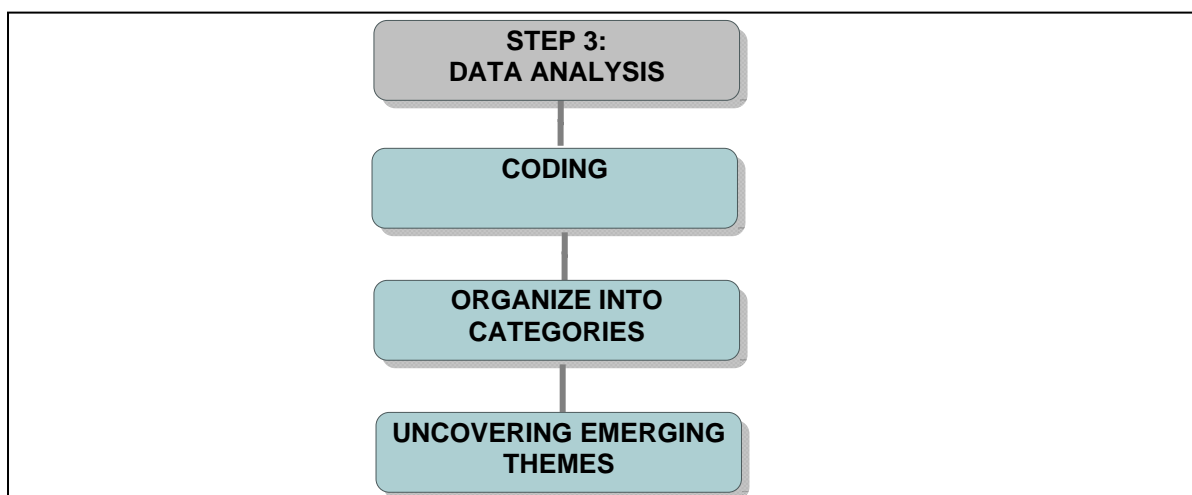 STEP 3:
DATA ANALYSIS
CODING
ORGANIZE INTO
CATEGORIES
UNCOVERING EMERGING
THEMES